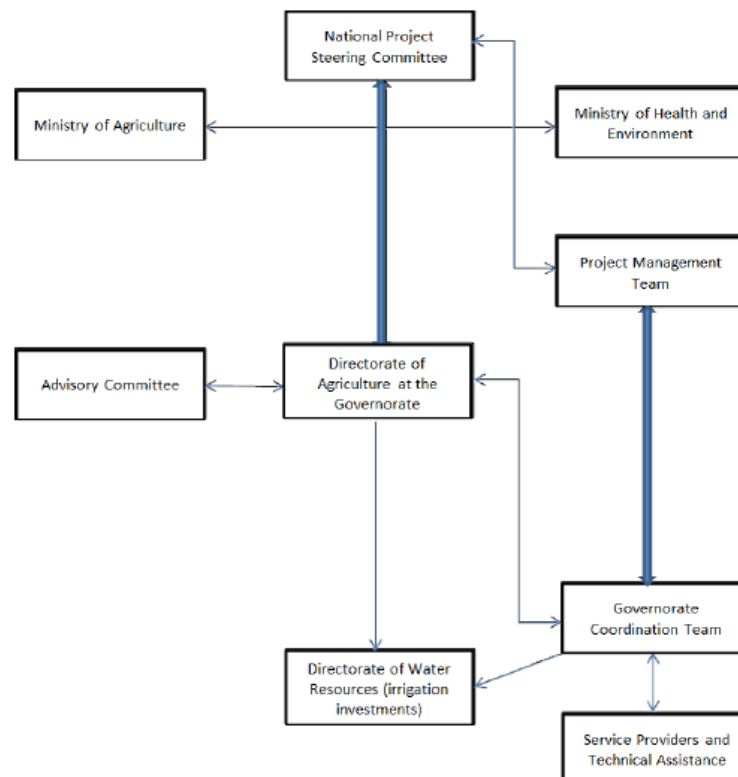 National Project
Steering Committee
Ministry of Agriculture
Ministry of Health and
Environment
Project Management
Team
Advisory Committee
Directorate of
Agriculture at the
Governorate
Governorate
Coordination Team
Directorate of Water
Resources (irrigation
investments)
Service Providers and
Technical Assistance